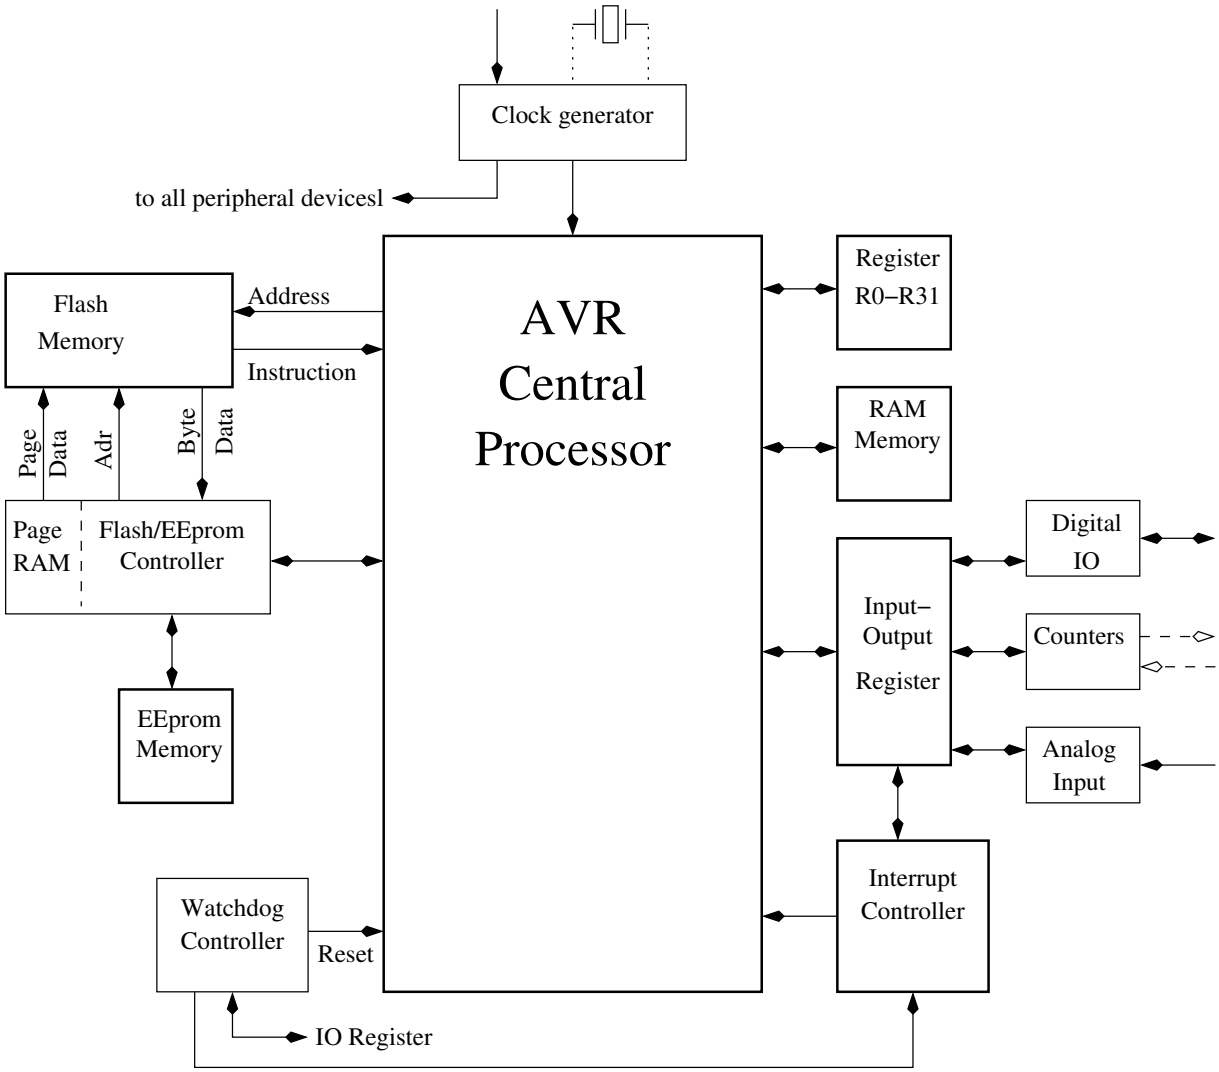 Clock generator
to all peripheral devicesl
Address
Flash
Memory
Instruction
AVR
Central
Processor
Register
R0−R31
RAM
Memory
Page
Data
Adr
Byte
Data
Page
RAM
Flash/EEprom
Controller
Digital
IO
Input−
Output
Register
Counters
EEprom
Memory
Analog
Input
Watchdog
Controller
Reset
Interrupt
Controller
IO Register